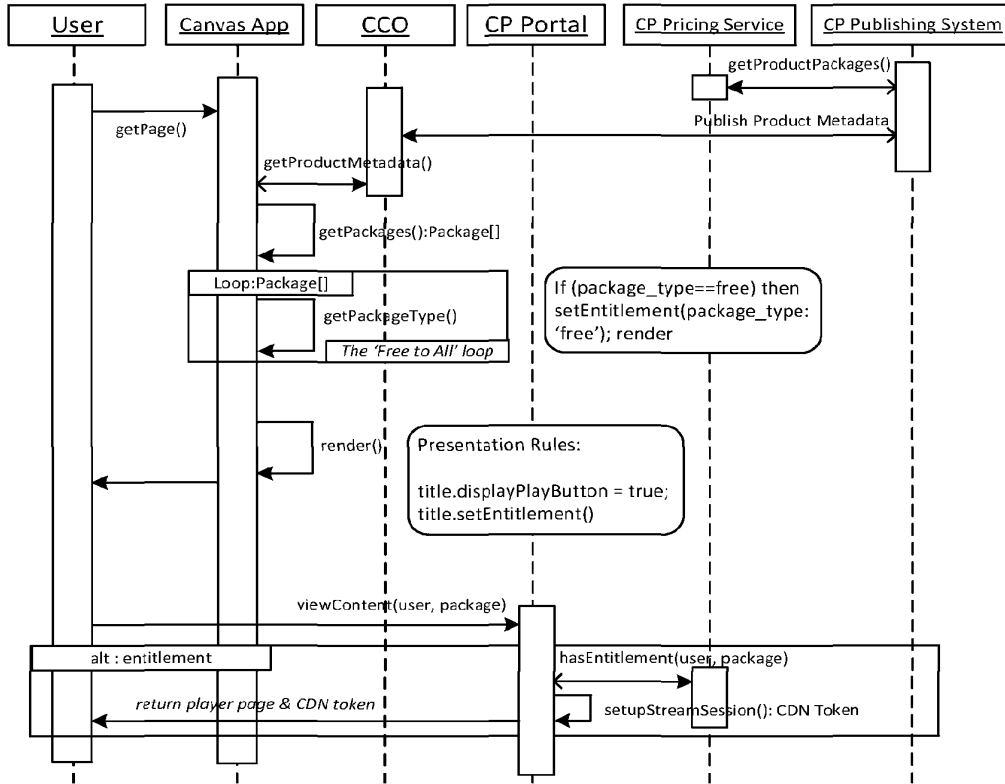 User
Canvas App
CCO
CP Portal
CP Pricing Service
CP Publishing System
getProductPackages()
getPage()
Publish Product Metadata
getProductMetadata()
getPackages():Package[]
Loop:Package[]
getPackageType()
The ‘Free to All’ loop
If (package_type==free) then
setEntitlement(package_type:
‘free’); render
render()
Presentation Rules:
title.displayPlayButton = true;
title.setEntitlement()
viewContent(user, package)
alt : entitlement
hasEntitlement(user, package)
return player page & CDN token
setupStreamSession(): CDN Token